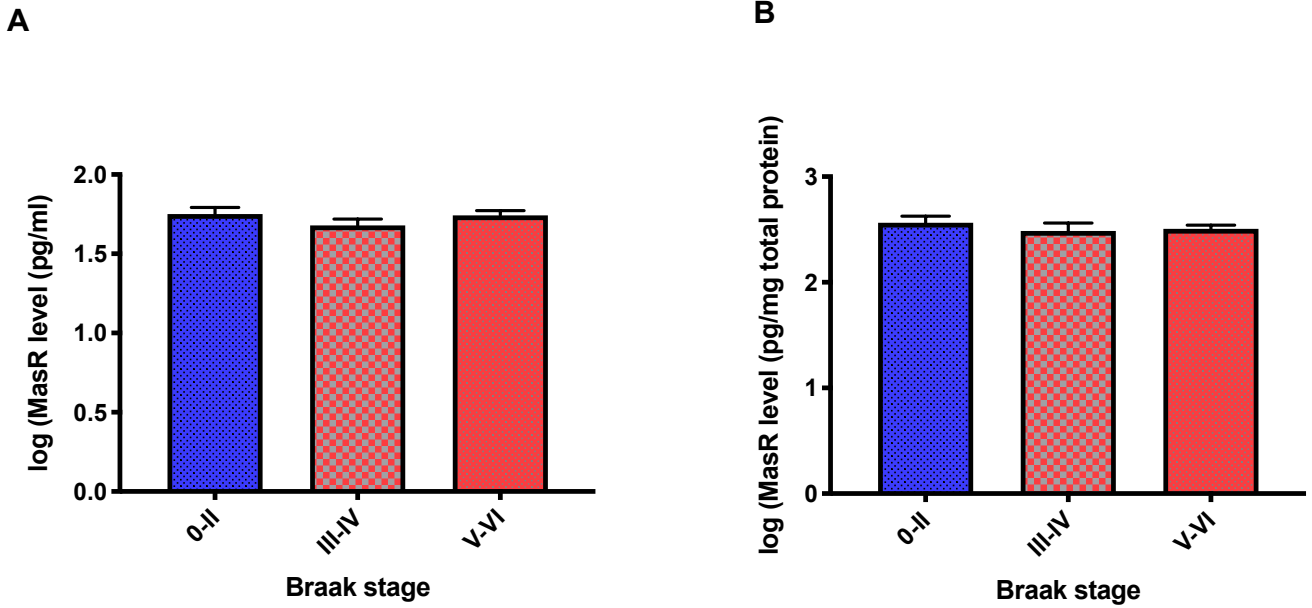 A
log (MasR level (pg/ml)
2.0
1.5
1.0
0.5
0.0
0-II
III-IV
V-VI
Braak stage
B
log (MasR level (pg/mg total protein)
3
2
1
0
0-II
III-IV
V-VI
Braak stage